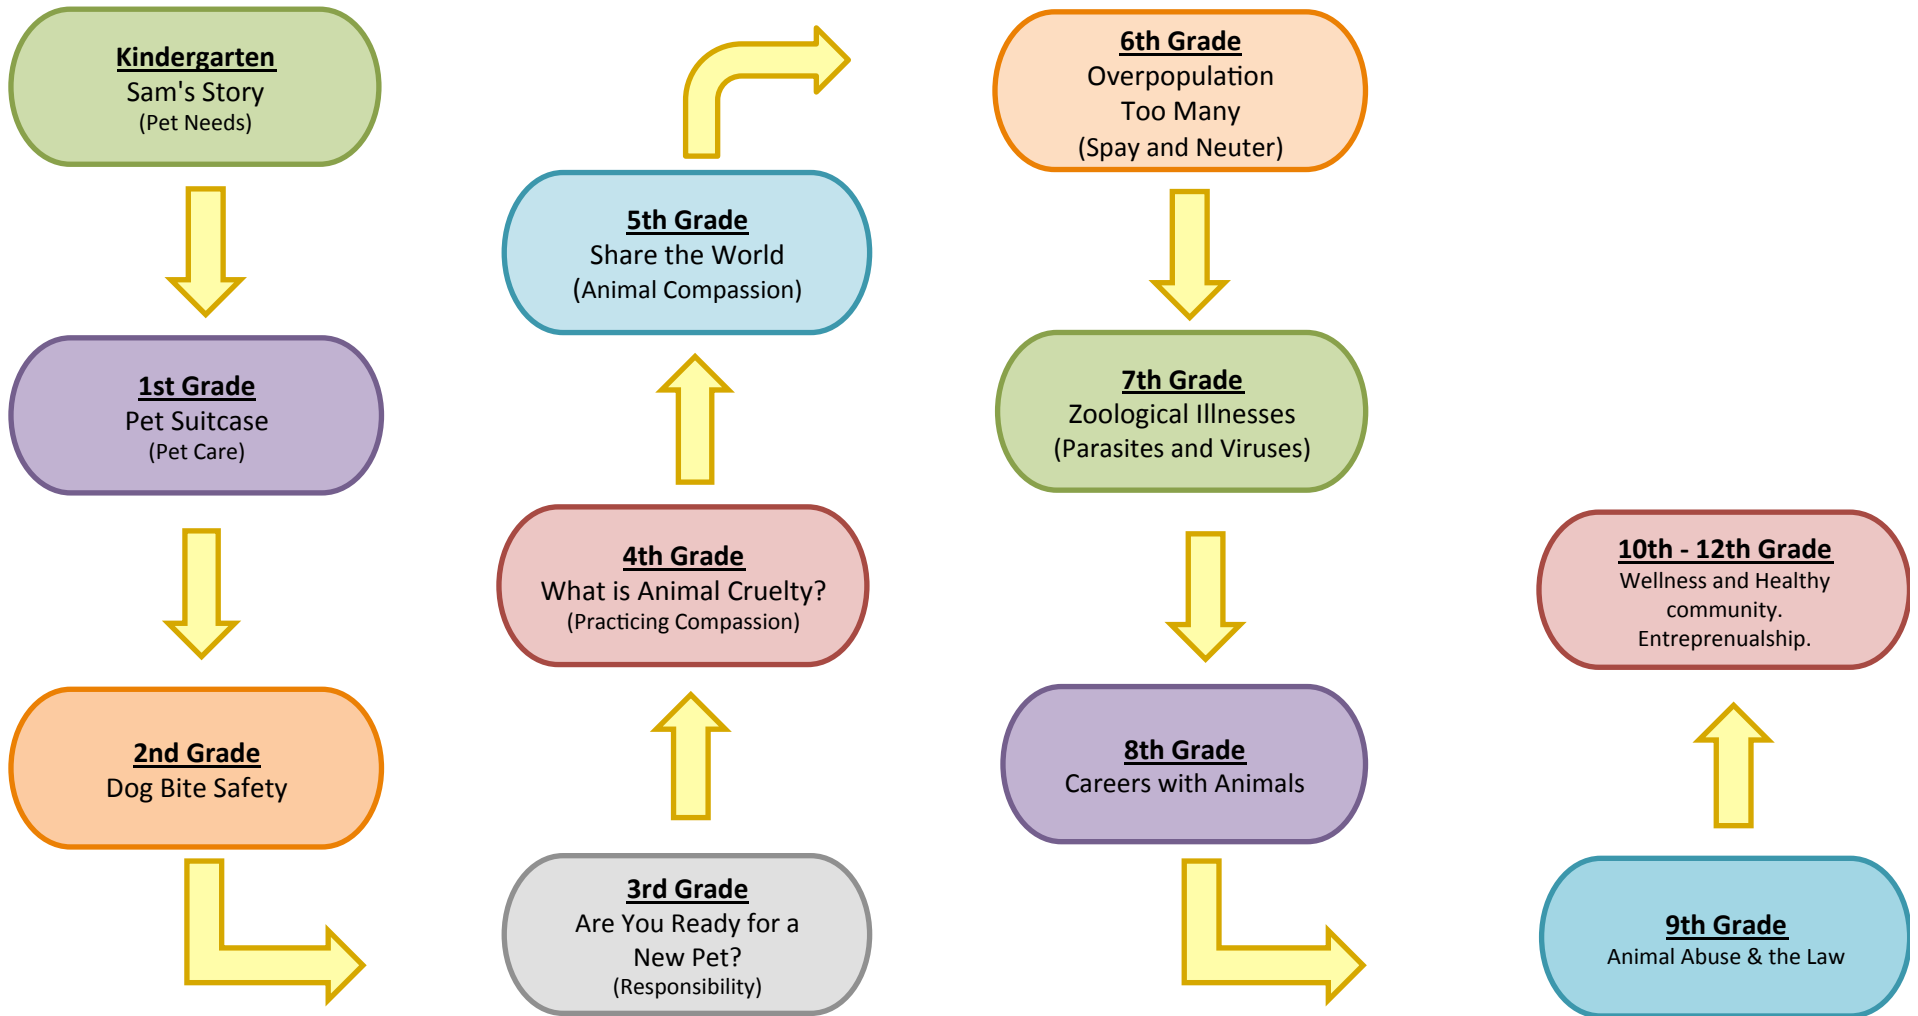 Kindergarten
Sam's Story
(Pet Needs)
1st Grade
Pet Suitcase
(Pet Care)
2nd Grade
Dog Bite Safety
3rd Grade
Are You Ready for a
New Pet?
(Responsibility)
4th Grade
What is Animal Cruelty?
(Practicing Compassion)
5th Grade
Share the World
(Animal Compassion)
6th Grade
Overpopulation
Too Many
(Spay and Neuter)
7th Grade
Zoological Illnesses
(Parasites and Viruses)
8th Grade
Careers with Animals
9th Grade
Animal Abuse & the Law
10th - 12th Grade
Wellness and Healthy
community.
Entreprenualship.